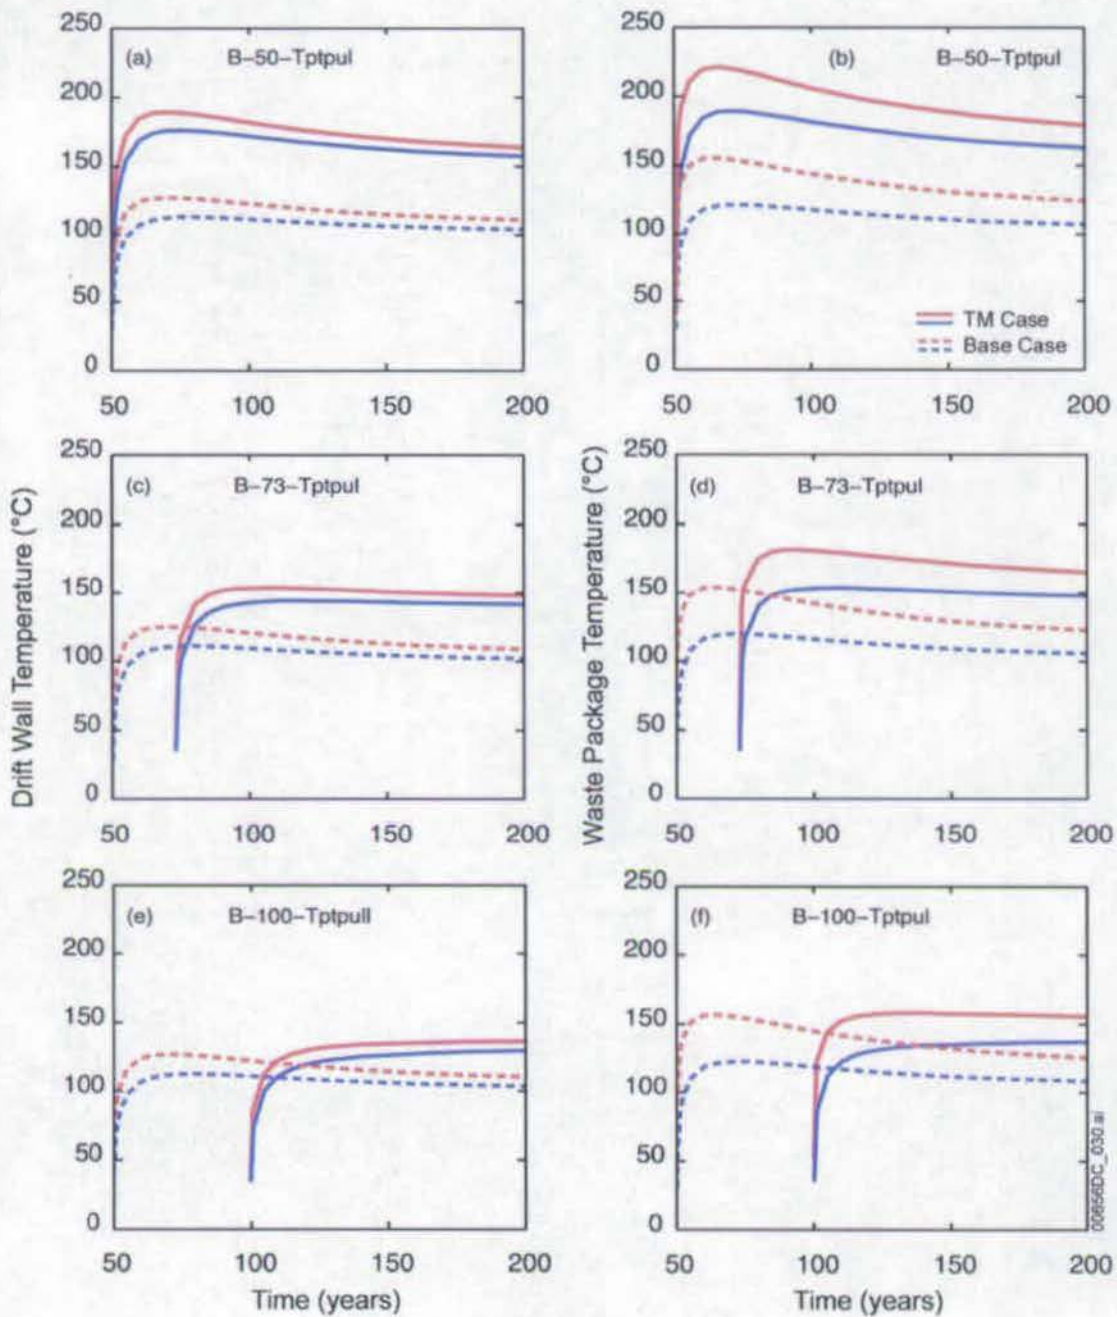 250
200
150
100
50
0
(a) B-50-Tptpul
50 100 150 200
250
200
150
100
50
0
(b) B-50-Tptpul
TM Case
Base Case
50 100 150 200
Drift Wall Temperature (°C)
250
200
150
100
50
0
(c) B-73-Tptpul
50 100 150 200
Waste Package Temperature (°C)
250
200
150
100
50
0
(d) B-73-Tptpul
50 100 150 200
250
200
150
100
50
0
(e) B-100-Tptpull
50 100 150 200
Time (years)
250
200
150
100
50
0
(f) B-100-Tptpul
50 100 150 200
Time (years)
00656DC_030.ai